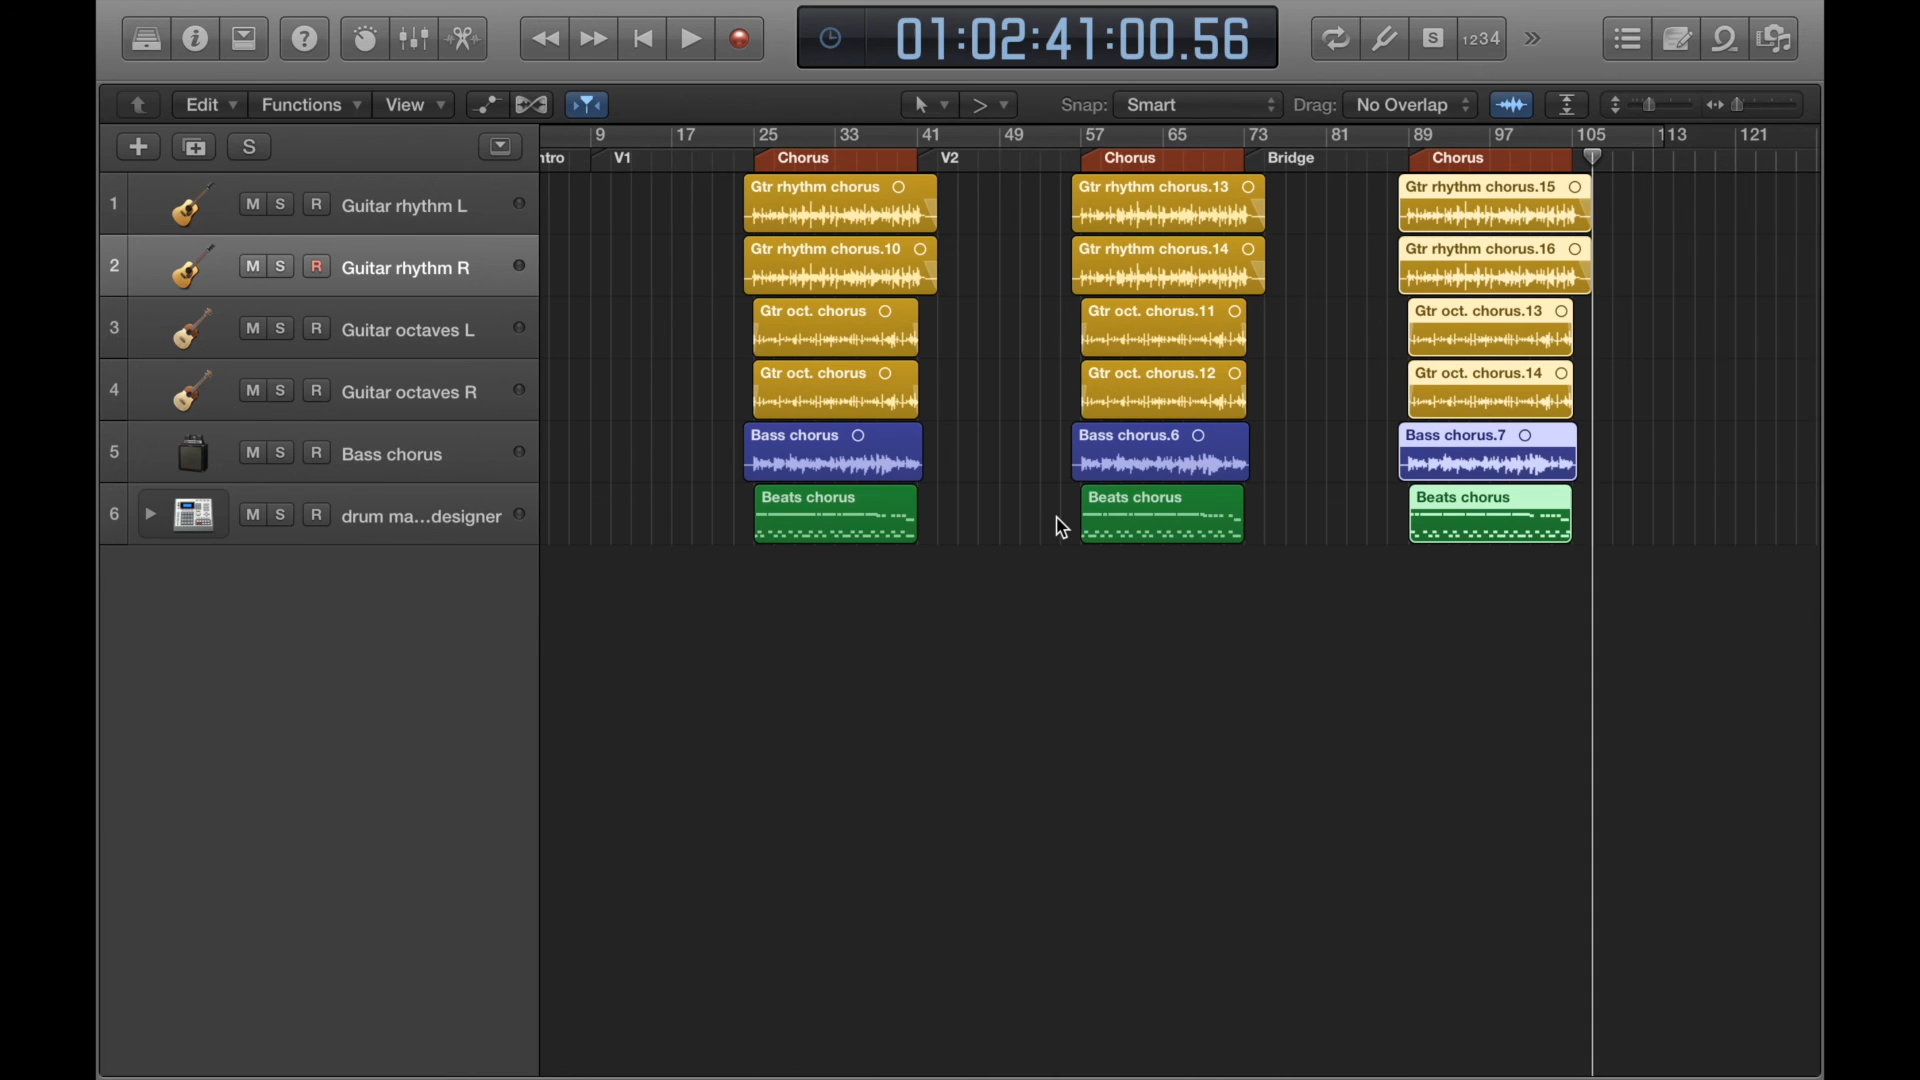 01:02:41:00.56
S
1234
Edit
Functions
View
Snap: Smart
Drag: No Overlap
S
9 17 25 33 41 49 57 65 73 81 89 97 105 113 121
ntro V1 Chorus V2 Chorus Bridge Chorus
1 M S R Guitar rhythm L
Gtr rhythm chorus
Gtr rhythm chorus.13
Gtr rhythm chorus.15
2 M S R Guitar rhythm R
Gtr rhythm chorus.10
Gtr rhythm chorus.14
Gtr rhythm chorus.16
3 M S R Guitar octaves L
Gtr oct. chorus
Gtr oct. chorus.11
Gtr oct. chorus.13
4 M S R Guitar octaves R
Gtr oct. chorus
Gtr oct. chorus.12
Gtr oct. chorus.14
5 M S R Bass chorus
Bass chorus
Bass chorus.6
Bass chorus.7
6 M S R drum ma...designer
Beats chorus
Beats chorus
Beats chorus